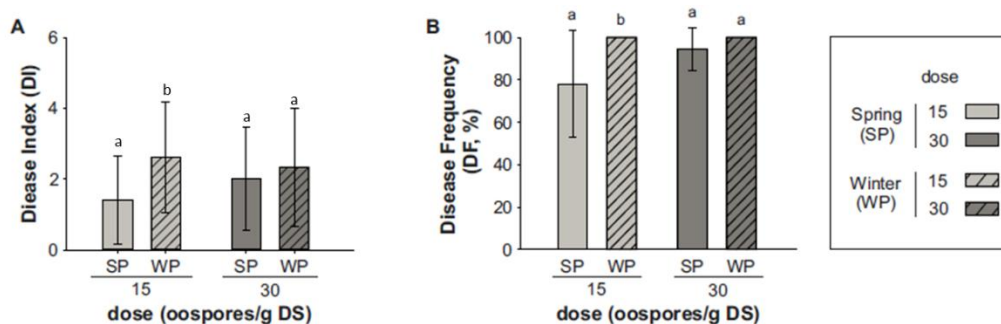 A
Diease Index (DI)
6
4
2
0
a
b
a
a
SP WP SP WP
15 30
dose (oospores/g DS)
B
Disease Frequency
(DF, %)
100
80
60
40
20
0
a
b
a
a
SP WP SP WP
15 30
dose (oospores/g DS)
dose
Spring
(SP)
15
30
Winter
(WP)
15
30